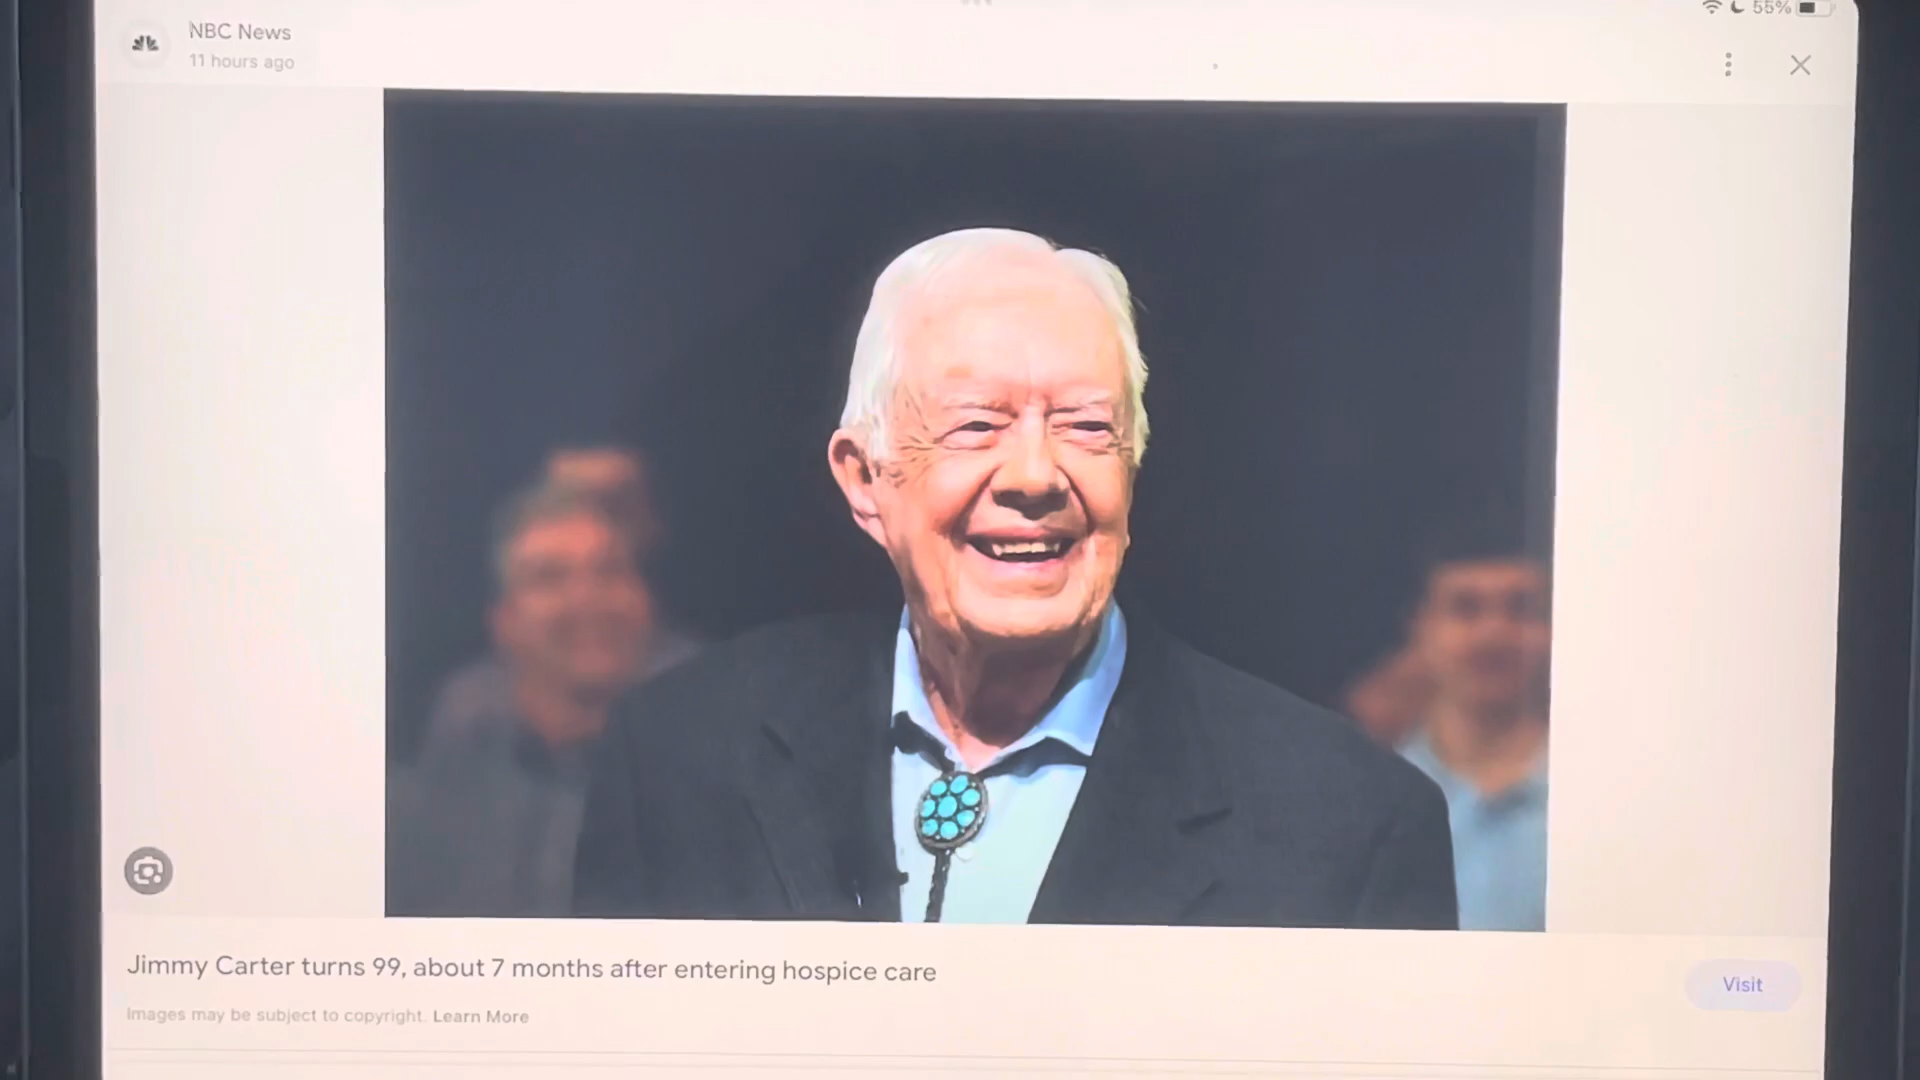 NBC News
55%
11 hours ago
Jimmy Carter turns 99, about 7 months after entering hospice care
Visit
Images may be subject to copyright. Learn More